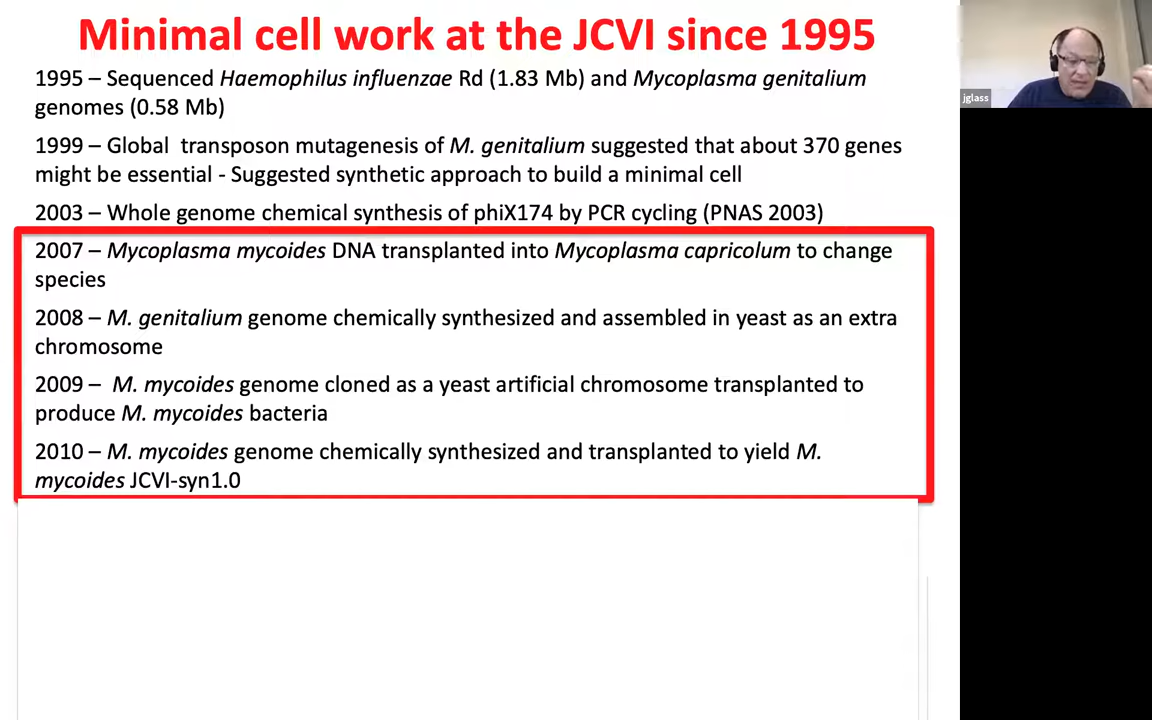 Minimal cell work at the JCVI since 1995
1995 – Sequenced Haemophilus influenzae Rd (1.83 Mb) and Mycoplasma genitalium
genomes (0.58 Mb)
1999 – Global  transposon mutagenesis of M. genitalium suggested that about 370 genes
might be essential - Suggested synthetic approach to build a minimal cell
2003 – Whole genome chemical synthesis of phiX174 by PCR cycling (PNAS 2003)
2007 – Mycoplasma mycoides DNA transplanted into Mycoplasma capricolum to change
species
2008 – M. genitalium genome chemically synthesized and assembled in yeast as an extra
chromosome
2009 –  M. mycoides genome cloned as a yeast artificial chromosome transplanted to
produce M. mycoides bacteria
2010 – M. mycoides genome chemically synthesized and transplanted to yield M.
mycoides JCVI-syn1.0
jglass